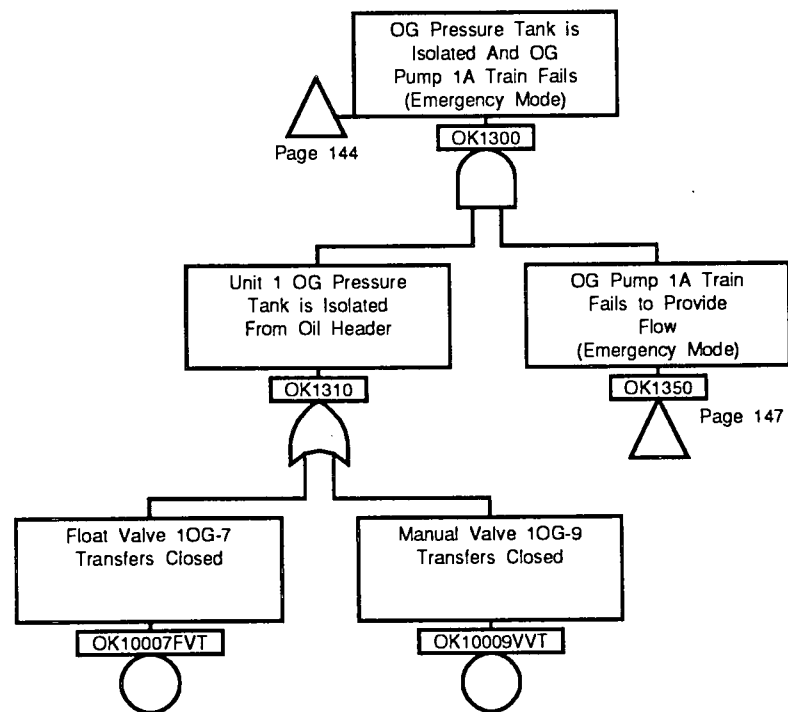 OG Pressure Tank is
Isolated And OG
Pump 1A Train Fails
(Emergency Mode)
Page 144
OK1300
Unit 1 OG Pressure
Tank is Isolated
From Oil Header
OG Pump 1A Train
Fails to Provide
Flow
(Emergency Mode)
OK1310
OK1350
Page 147
Float Valve 1OG-7
Transfers Closed
Manual Valve 1OG-9
Transfers Closed
OK10007FVT
OK10009VVT